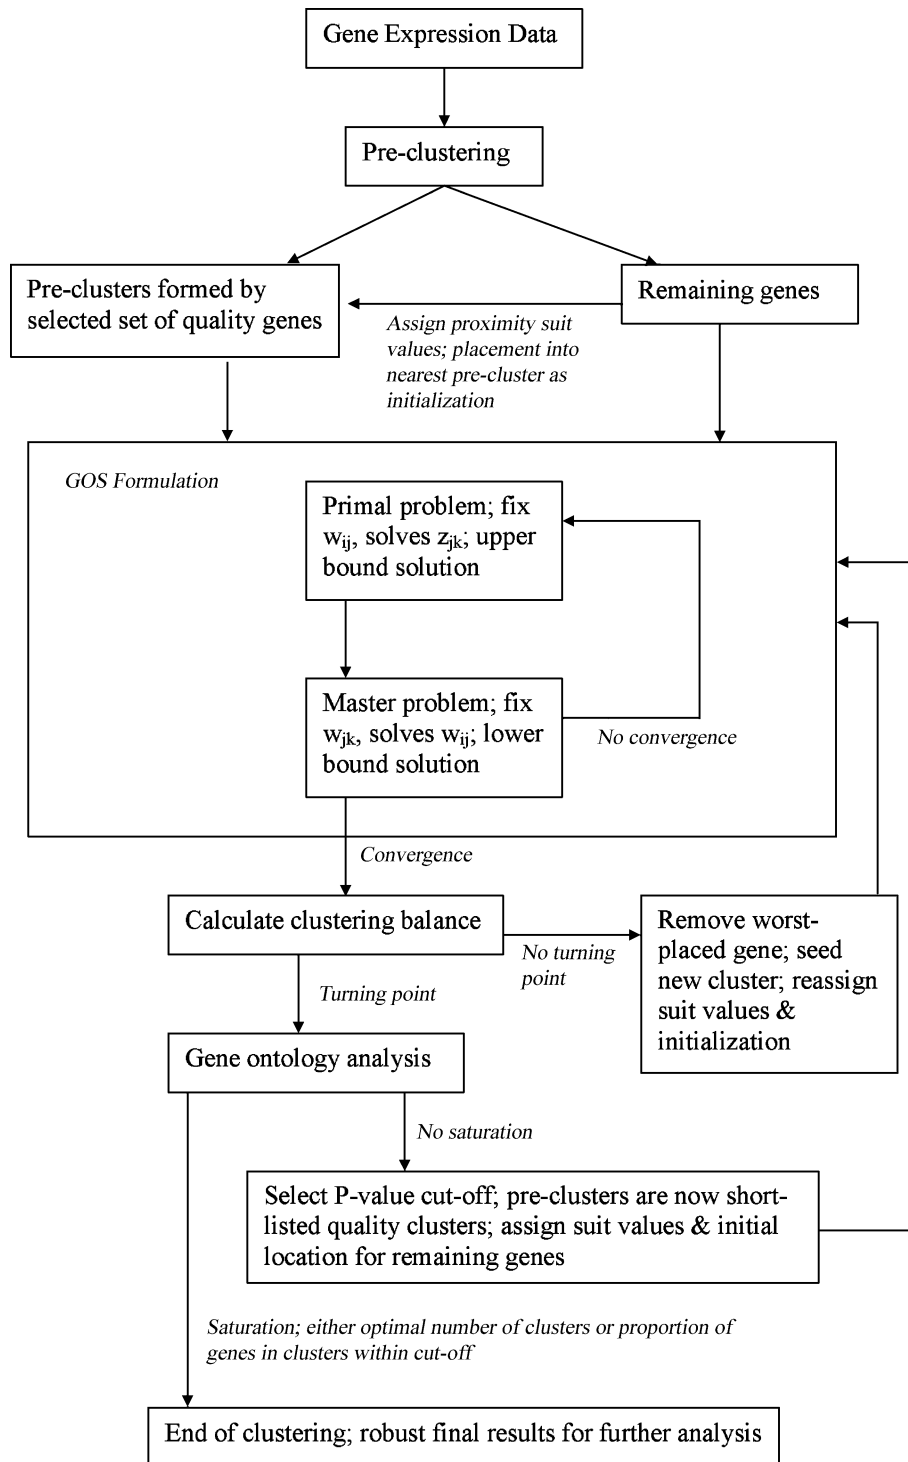 Gene Expression Data
Pre-clustering
Pre-clusters formed by
selected set of quality genes
Remaining genes
Assign proximity suit
values; placement into
nearest pre-cluster as
initialization
GOS Formulation
Primal problem; fix
wij, solves zjk; upper
bound solution
Master problem; fix
wjk, solves wij; lower
bound solution
No convergence
Convergence
Calculate clustering balance
No turning
point
Remove worst-
placed gene; seed
new cluster; reassign
suit values &
initialization
Turning point
Gene ontology analysis
No saturation
Select P-value cut-off; pre-clusters are now short-
listed quality clusters; assign suit values & initial
location for remaining genes
Saturation; either optimal number of clusters or proportion of
genes in clusters within cut-off
End of clustering; robust final results for further analysis